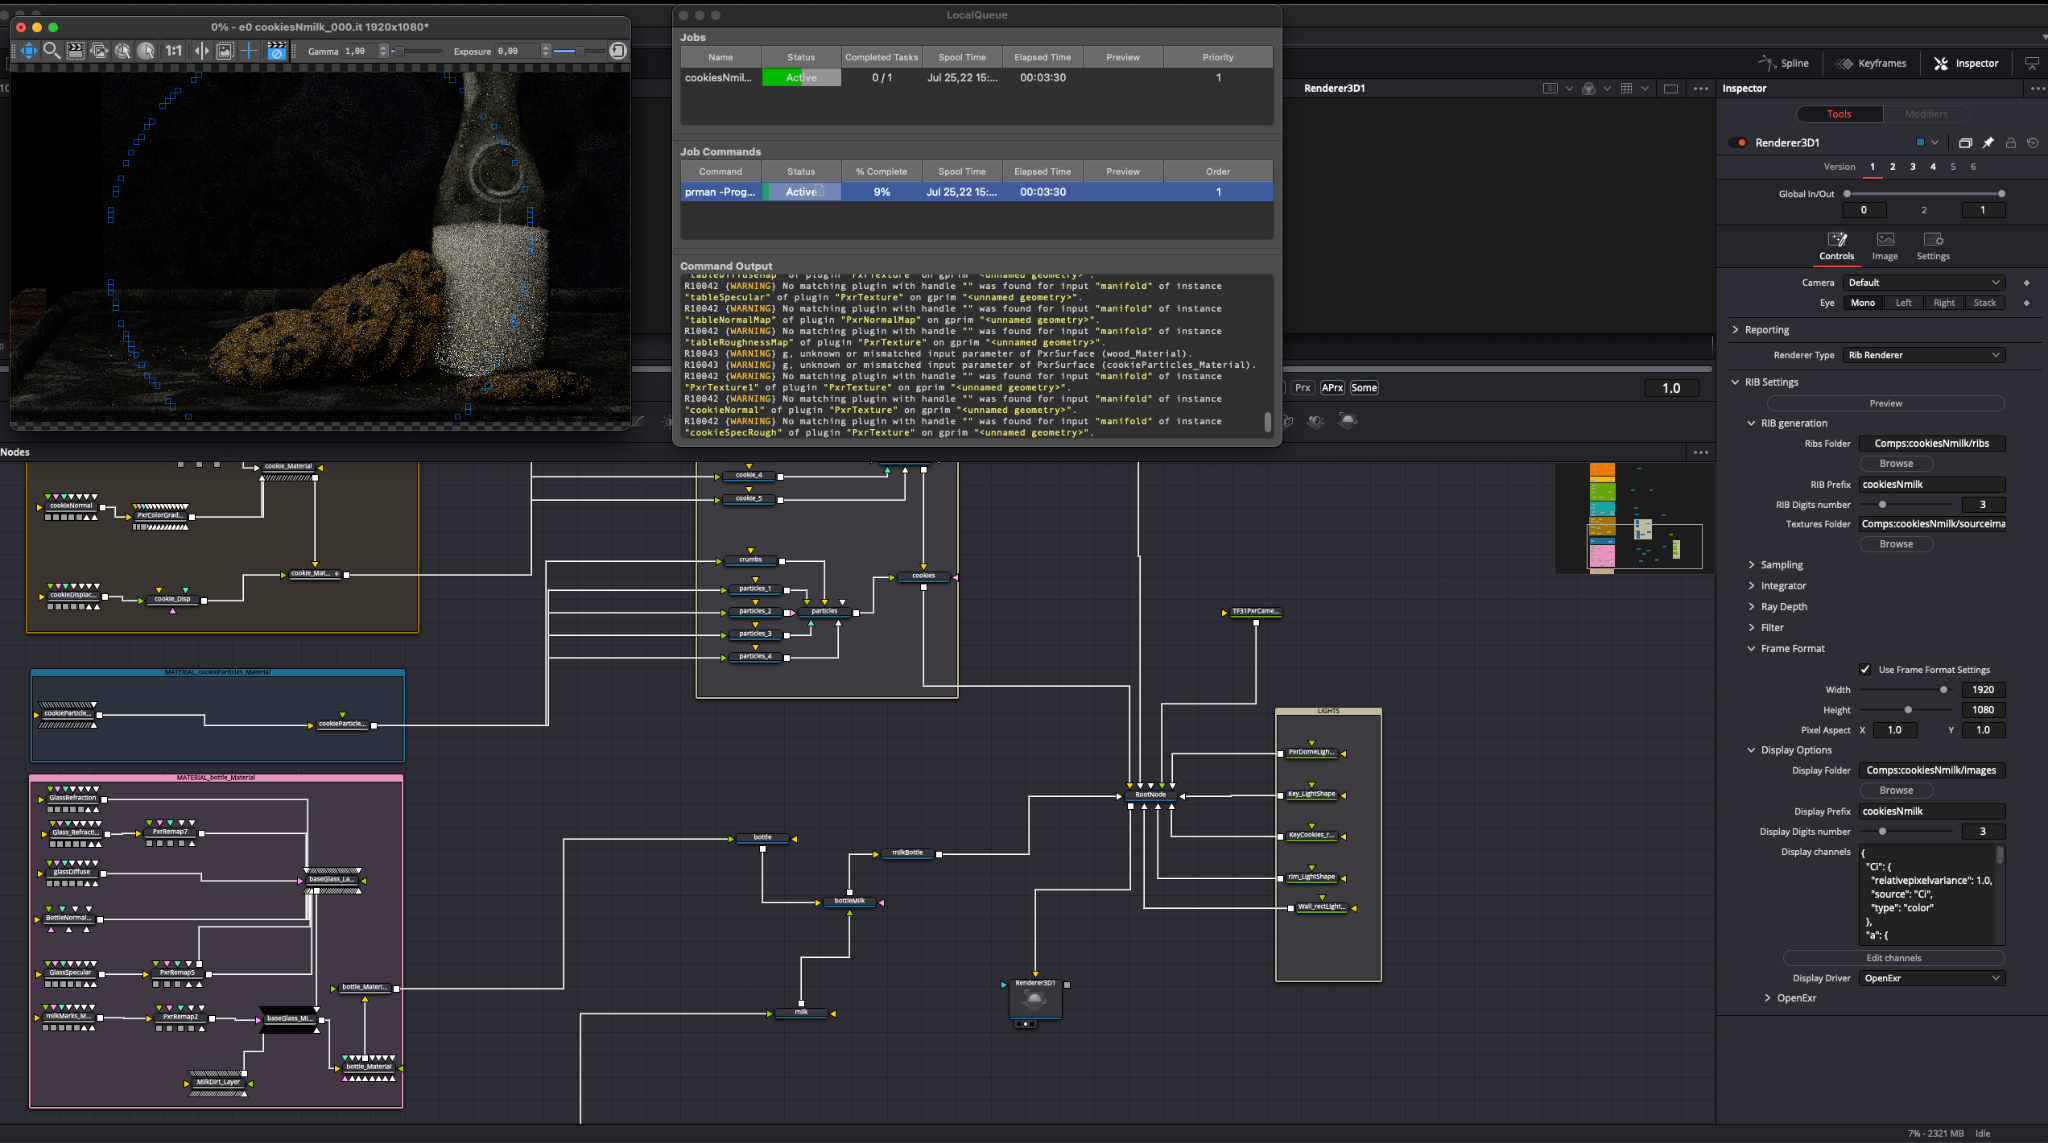 0% - e0 cookiesNmilk_000.it 1920x1080*
1:1
Gamma 1,00
Exposure 0,00
LocalQueue
Jobs
Name Status Completed Tasks Spool Time Elapsed Time Preview Priority
cookiesNmil... Active 0 / 1 Jul 25,22 15:... 00:03:30 1
Job Commands
Command Status % Complete Spool Time Elapsed Time Preview Order
prman -Prog... Active 9% Jul 25,22 15:... 00:03:30 1
Command Output
"tableDiffuseMap" of plugin "PxrTexture" on gprim "<unnamed geometry>".
R10042 {WARNING} No matching plugin with handle "" was found for input "manifold" of instance
"tableSpecular" of plugin "PxrTexture" on gprim "<unnamed geometry>".
R10042 {WARNING} No matching plugin with handle "" was found for input "manifold" of instance
"tableNormalMap" of plugin "PxrNormalMap" on gprim "<unnamed geometry>".
R10042 {WARNING} No matching plugin with handle "" was found for input "manifold" of instance
"tableRoughnessMap" of plugin "PxrTexture" on gprim "<unnamed geometry>".
R10043 {WARNING} g, unknown or mismatched input parameter of PxrSurface (wood_Material).
R10043 {WARNING} g, unknown or mismatched input parameter of PxrSurface (cookieParticles_Material).
R10042 {WARNING} No matching plugin with handle "" was found for input "manifold" of instance
"PxrTexture1" of plugin "PxrTexture" on gprim "<unnamed geometry>".
R10042 {WARNING} No matching plugin with handle "" was found for input "manifold" of instance
"cookieNormal" of plugin "PxrTexture" on gprim "<unnamed geometry>".
R10042 {WARNING} No matching plugin with handle "" was found for input "manifold" of instance
"cookieSpecRough" of plugin "PxrTexture" on gprim "<unnamed geometry>".
Spline
Keyframes
Inspector
Renderer3D1
Prx APrx Some
1.0
Nodes
cookie_Material
cookieNormal
PxrColorGrad...
cookie_Mat...
cookieDisplac...
cookie_Disp
MATERIAL_cookieParticles_Material
cookieParticle...
cookieParticle...
MATERIAL_bottle_Material
GlassRefraction
Glass_Refracti...
PxrRemap7
glassDiffuse
baseGlass_La...
BottleNormal...
GlassSpecular
PxrRemap5
bottle_Materi...
milkMarks_M...
PxrRemap2
baseGlass_Mi...
bottle_Material
MilkDirt_Layer
cookie_4
cookie_5
crumbs
cookies
particles_1
particles_2
particles
particles_3
particles_4
TF31PxrCame...
LIGHTS
PxrDomeLigh...
RootNode
Key_LightShape
KeyCookies_r...
rim_LightShape
Wall_rectLight...
bottle
milkBottle
bottleMilk
Renderer3D1
milk
Inspector
Tools Modifiers
Renderer3D1
Version 1 2 3 4 5 6
Global In/Out
0 2 1
Controls Image Settings
Camera Default
Eye Mono Left Right Stack
Reporting
Renderer Type Rib Renderer
RIB Settings
Preview
RIB generation
Ribs Folder Comps:cookiesNmilk/ribs
Browse
RIB Prefix cookiesNmilk
RIB Digits number 3
Textures Folder Comps:cookiesNmilk/sourceima
Browse
Sampling
Integrator
Ray Depth
Filter
Frame Format
Use Frame Format Settings
Width 1920
Height 1080
Pixel Aspect X 1.0 Y 1.0
Display Options
Display Folder Comps:cookiesNmilk/images
Browse
Display Prefix cookiesNmilk
Display Digits number 3
Display channels {
"Ci": {
"relativepixelvariance": 1.0,
"source": "Ci",
"type": "color"
},
"a": {
Edit channels
Display Driver OpenExr
OpenExr
7% - 2321 MB Idle